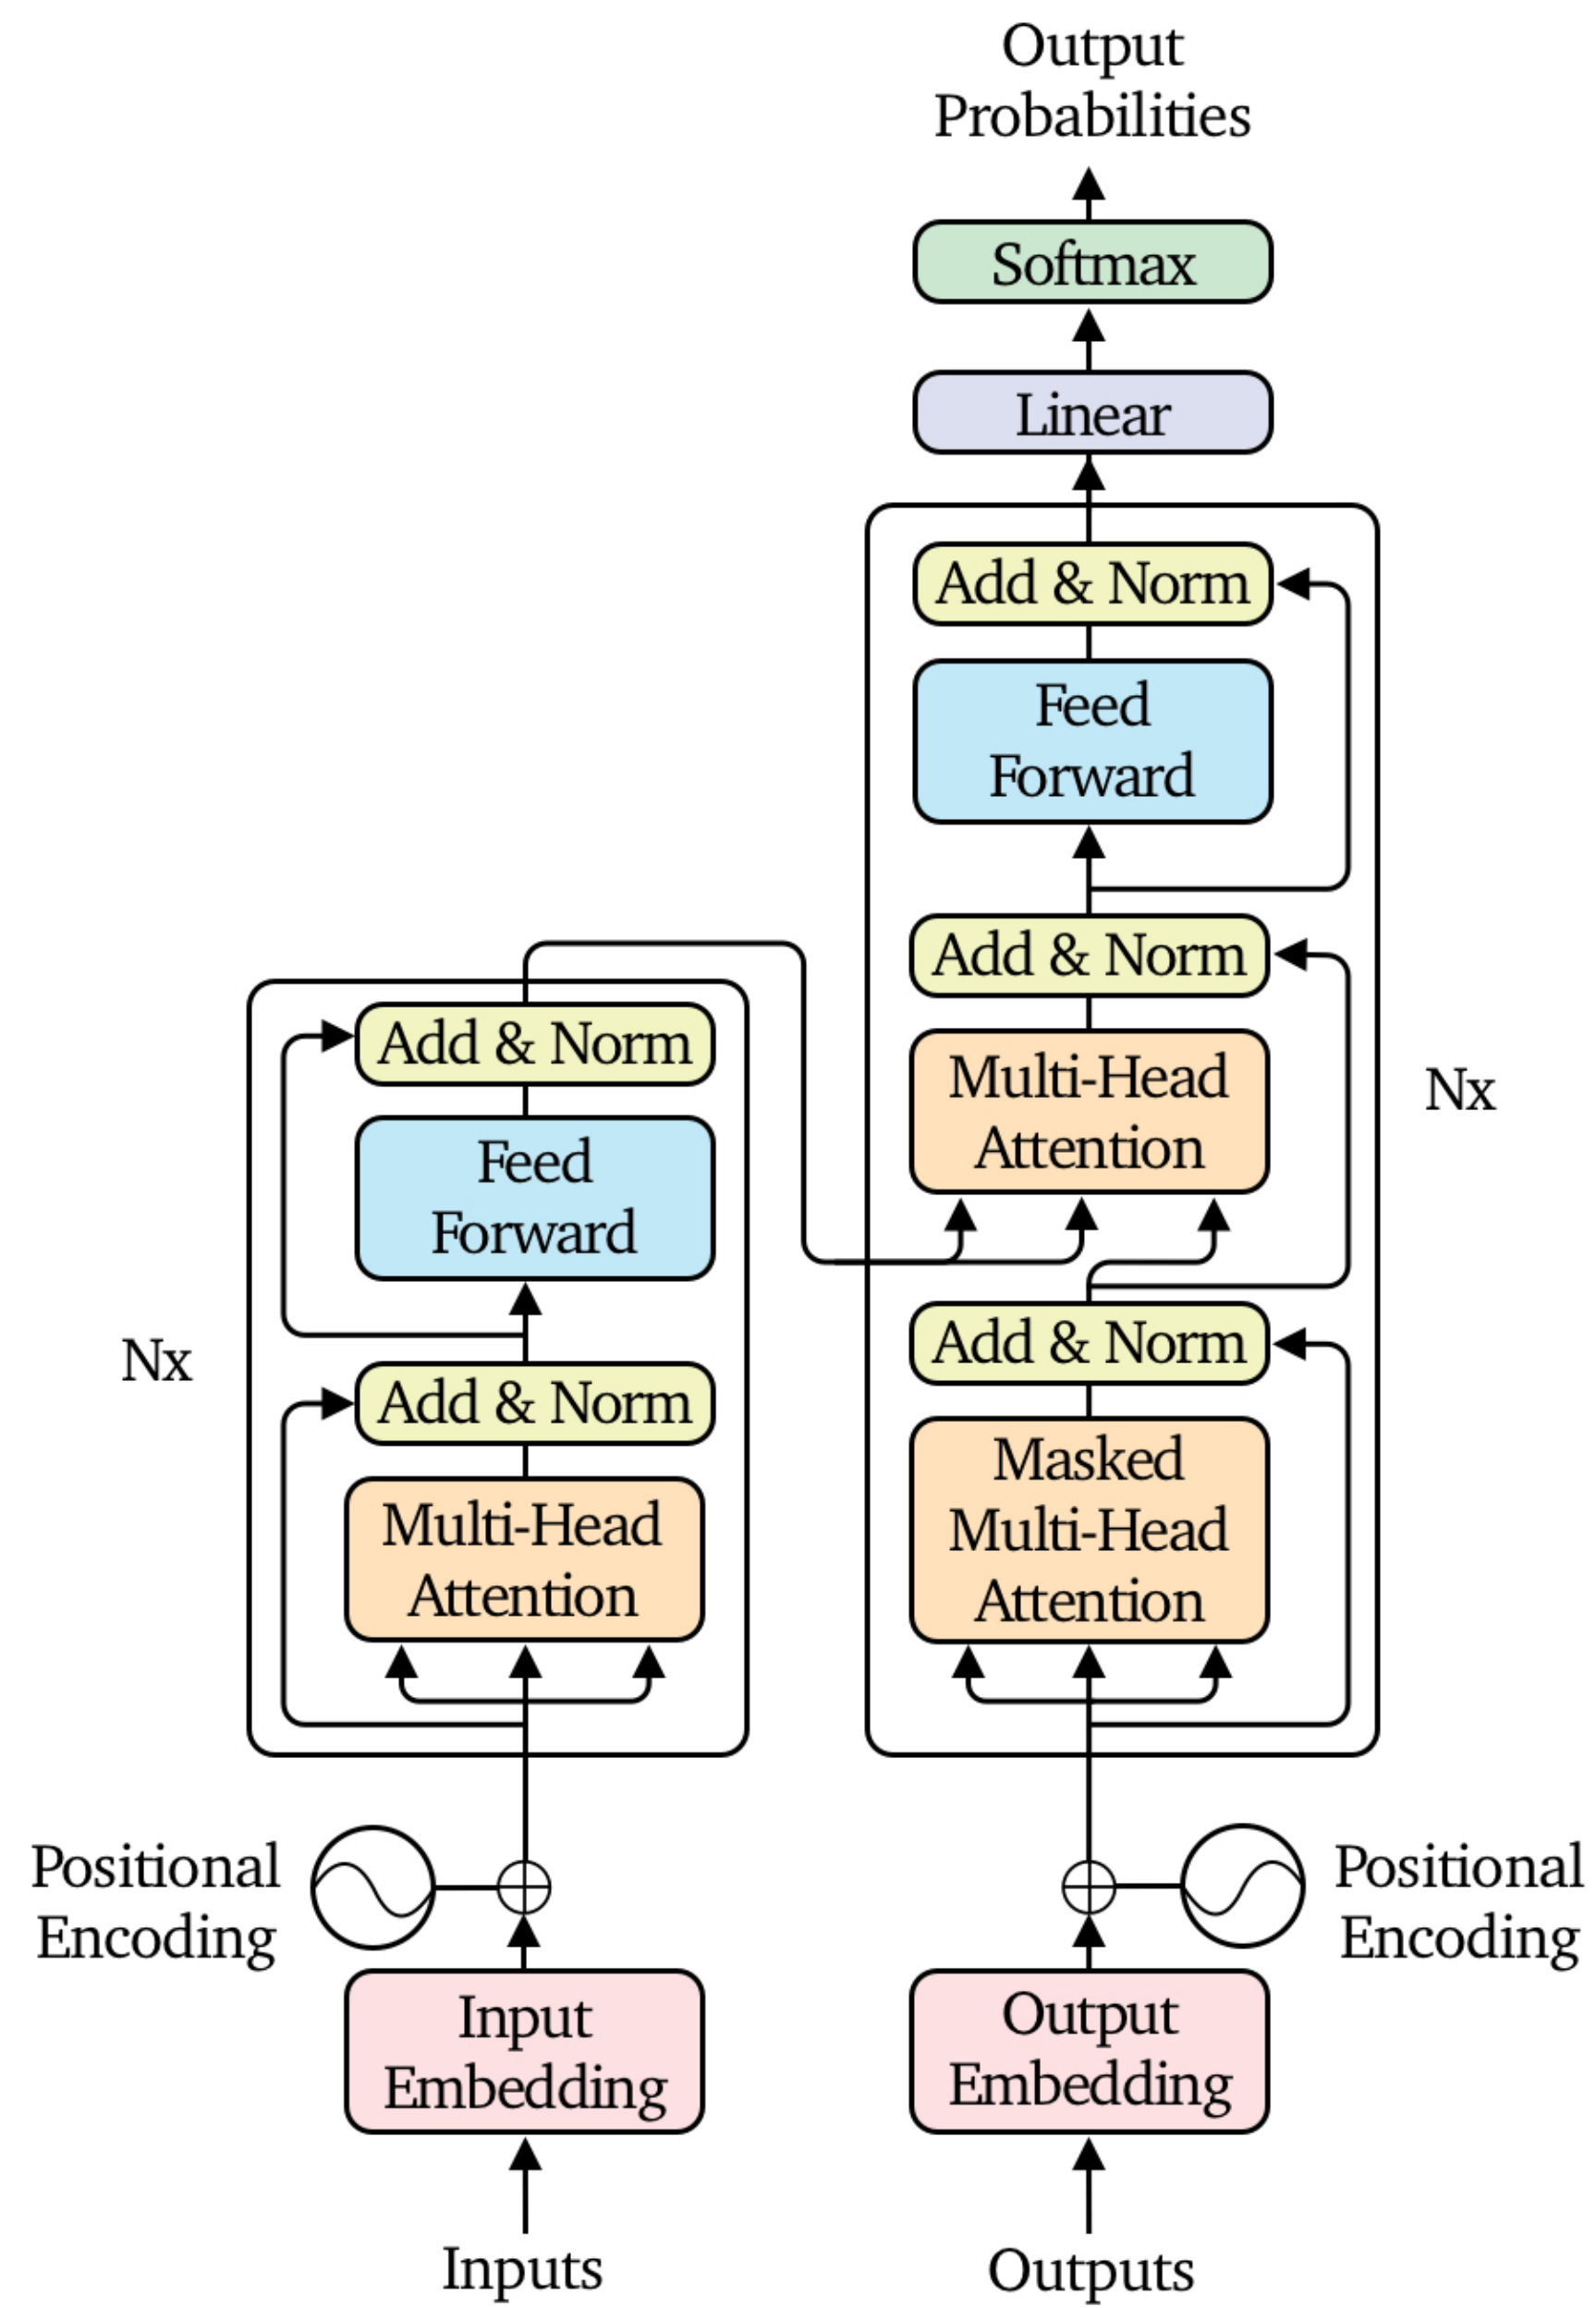 Output
Probabilities
Softmax
Linear
Add & Norm
Feed
Forward
Add & Norm
Multi-Head
Attention
Nx
Add & Norm
Masked
Multi-Head
Attention
Add & Norm
Feed
Forward
Nx
Add & Norm
Multi-Head
Attention
Positional
Encoding
Positional
Encoding
Input
Embedding
Output
Embedding
Inputs
Outputs